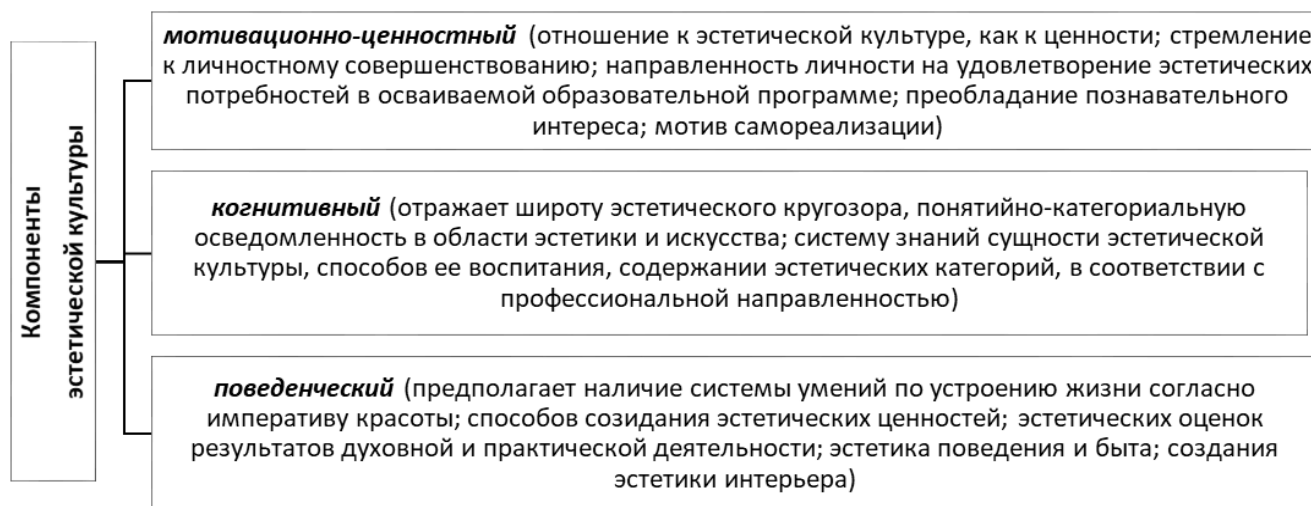 Компоненты
эстетической культуры
мотивационно-ценностный (отношение к эстетической культуре, как к ценности; стремление
к личностному совершенствованию; направленность личности на удовлетворение эстетических
потребностей в осваиваемой образовательной программе; преобладание познавательного
интереса; мотив самореализации)
когнитивный (отражает широту эстетического кругозора, понятийно-категориальную
осведомленность в области эстетики и искусства; систему знаний сущности эстетической
культуры, способов ее воспитания, содержании эстетических категорий, в соответствии с
профессиональной направленностью)
поведенческий (предполагает наличие системы умений по устроению жизни согласно
императиву красоты; способов созидания эстетических ценностей; эстетических оценок
результатов духовной и практической деятельности; эстетика поведения и быта; создания
эстетики интерьера)